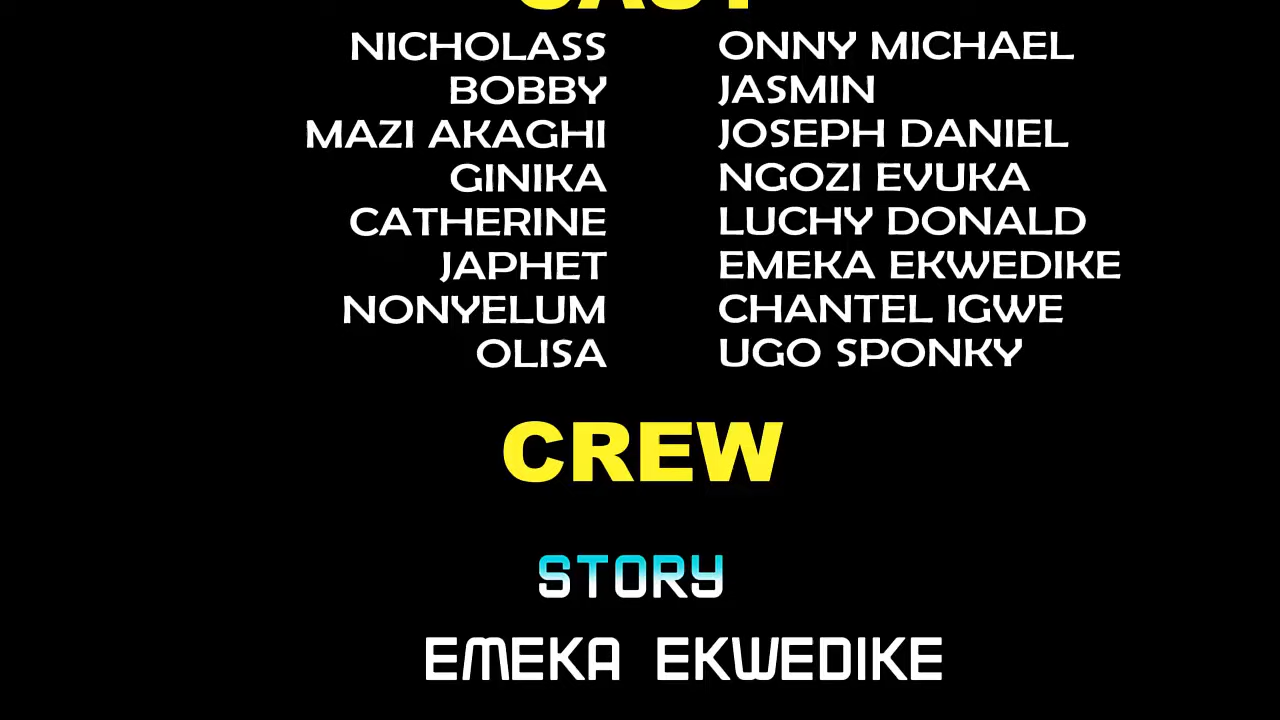 CAST
NICHOLASS ONNY MICHAEL
BOBBY JASMIN
MAZI AKAGHI JOSEPH DANIEL
GINIKA NGOZI EVUKA
CATHERINE LUCHY DONALD
JAPHET EMEKA EKWEDIKE
NONYELUM CHANTEL IGWE
OLISA UGO SPONKY
CREW
STORY
EMEKA EKWEDIKE